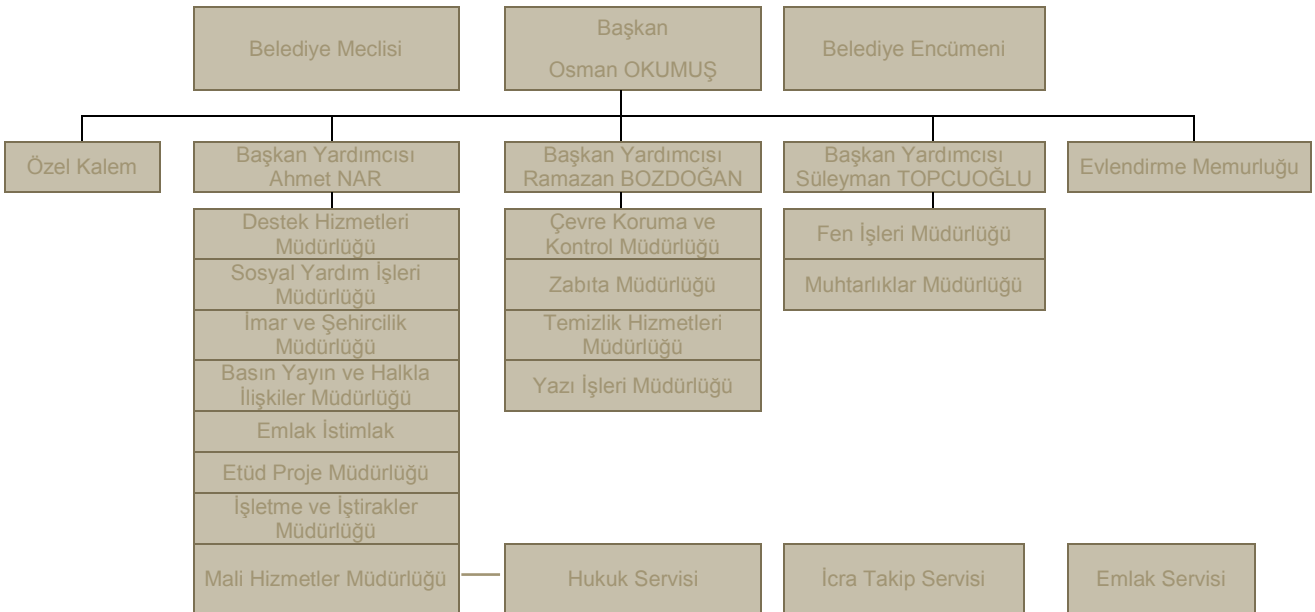 Belediye Meclisi
Başkan
Osman OKUMUŞ
Belediye Encümeni
Özel Kalem
Başkan Yardımcısı
Ahmet NAR
Başkan Yardımcısı
Ramazan BOZDOĞAN
Başkan Yardımcısı
Süleyman TOPCUOĞLU
Evlendirme Memurluğu
Destek Hizmetleri
Müdürlüğü
Sosyal Yardım İşleri
Müdürlüğü
İmar ve Şehircilik
Müdürlüğü
Basın Yayın ve Halkla
İlişkiler Müdürlüğü
Emlak İstimlak
Etüd Proje Müdürlüğü
İşletme ve İştirakler
Müdürlüğü
Mali Hizmetler Müdürlüğü
Çevre Koruma ve
Kontrol Müdürlüğü
Zabıta Müdürlüğü
Temizlik Hizmetleri
Müdürlüğü
Yazı İşleri Müdürlüğü
Fen İşleri Müdürlüğü
Muhtarlıklar Müdürlüğü
Hukuk Servisi
İcra Takip Servisi
Emlak Servisi